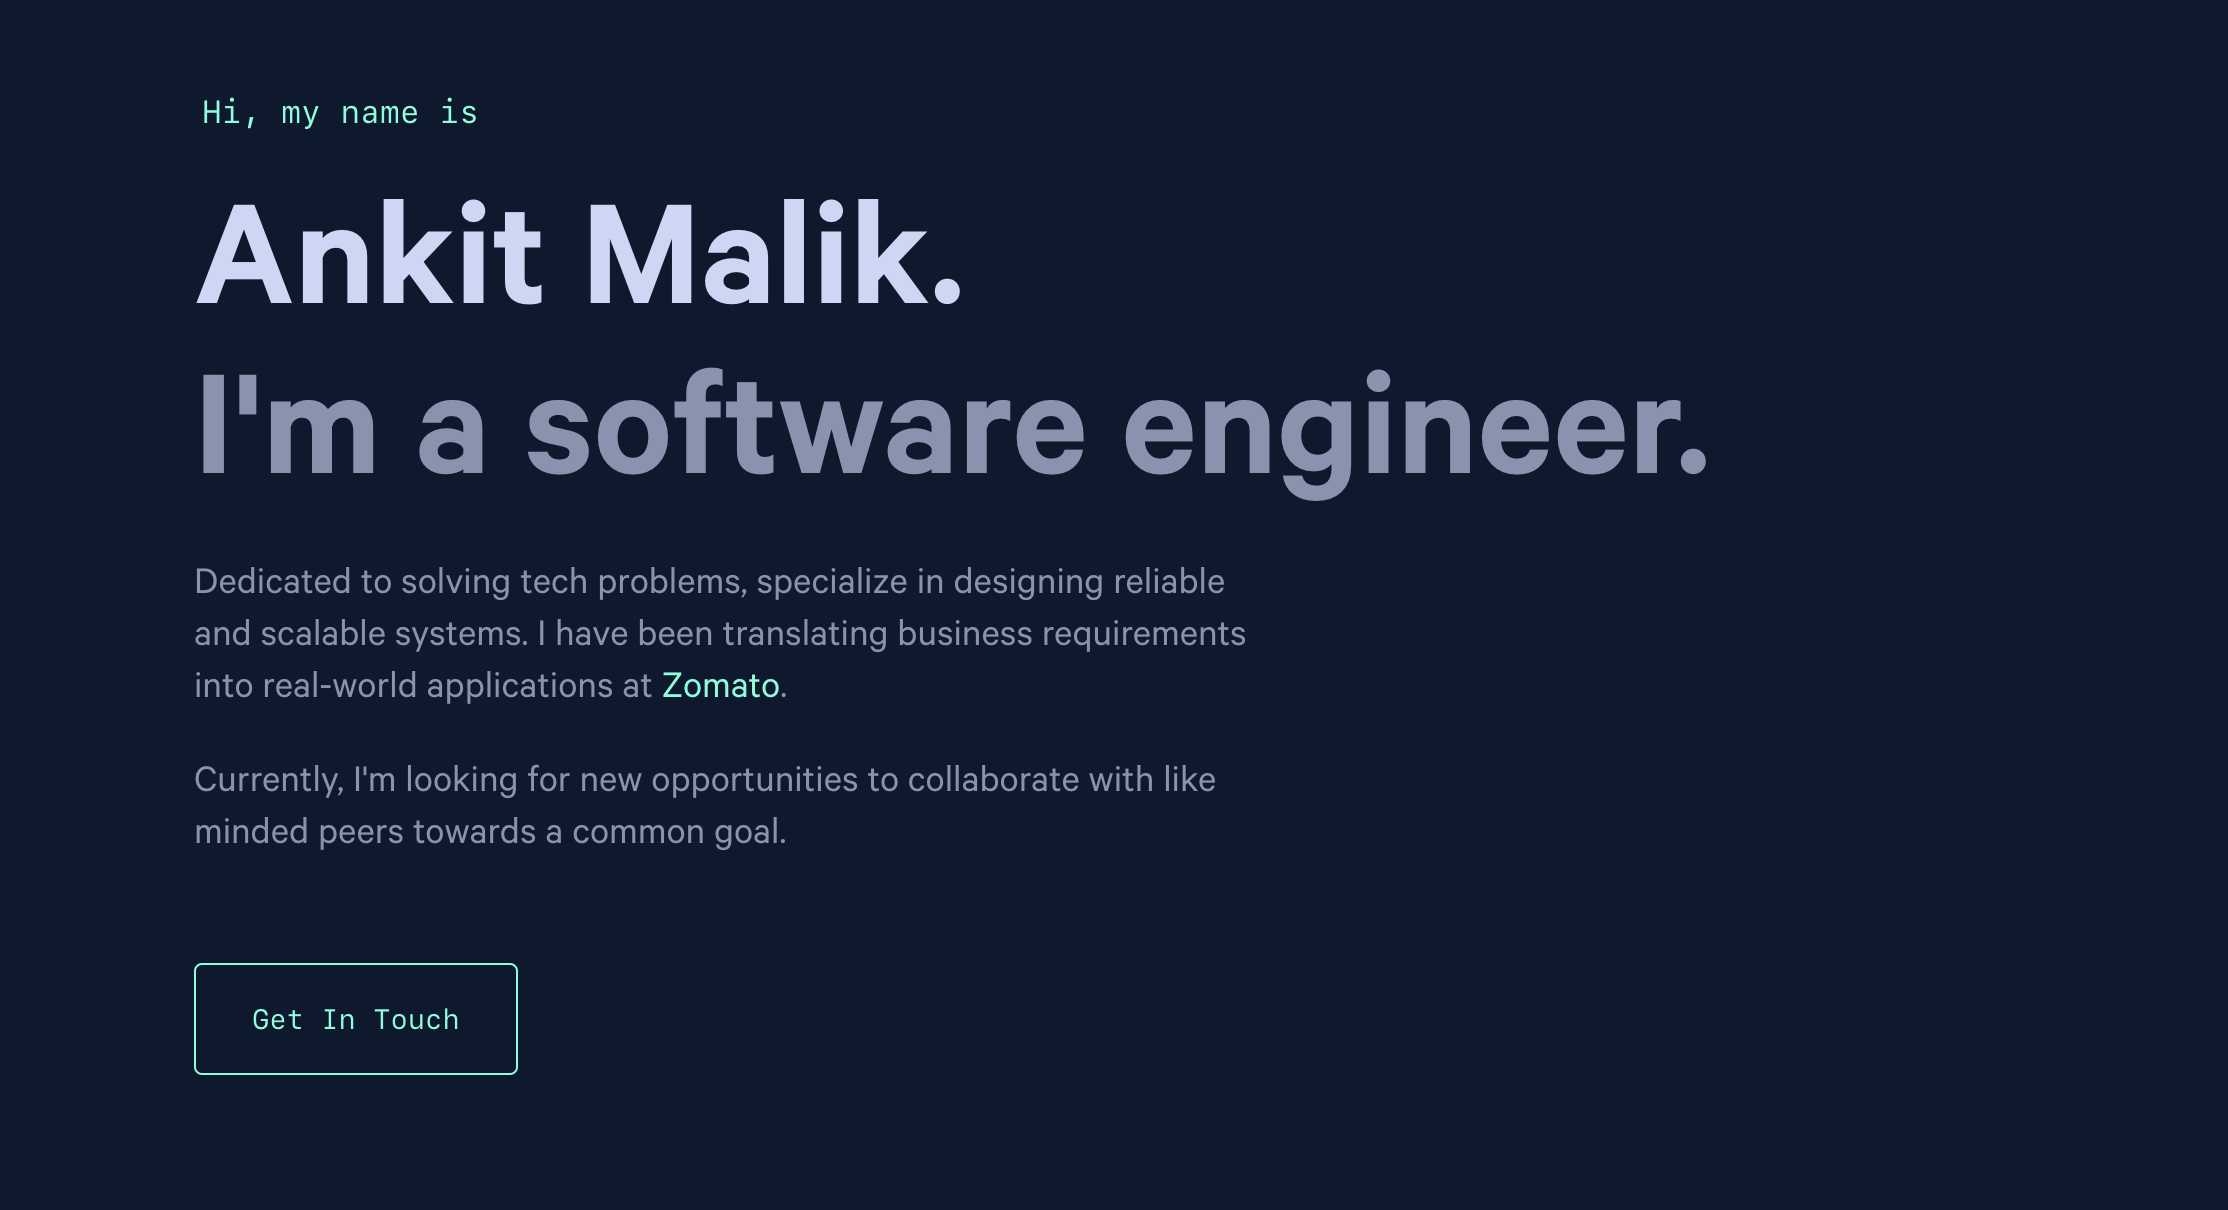 Hi, my name is
Ankit Malik.
I'm a software engineer.
Dedicated to solving tech problems, specialize in designing reliable
and scalable systems. I have been translating business requirements
into real-world applications at Zomato.
Currently, I'm looking for new opportunities to collaborate with like
minded peers towards a common goal.
Get In Touch